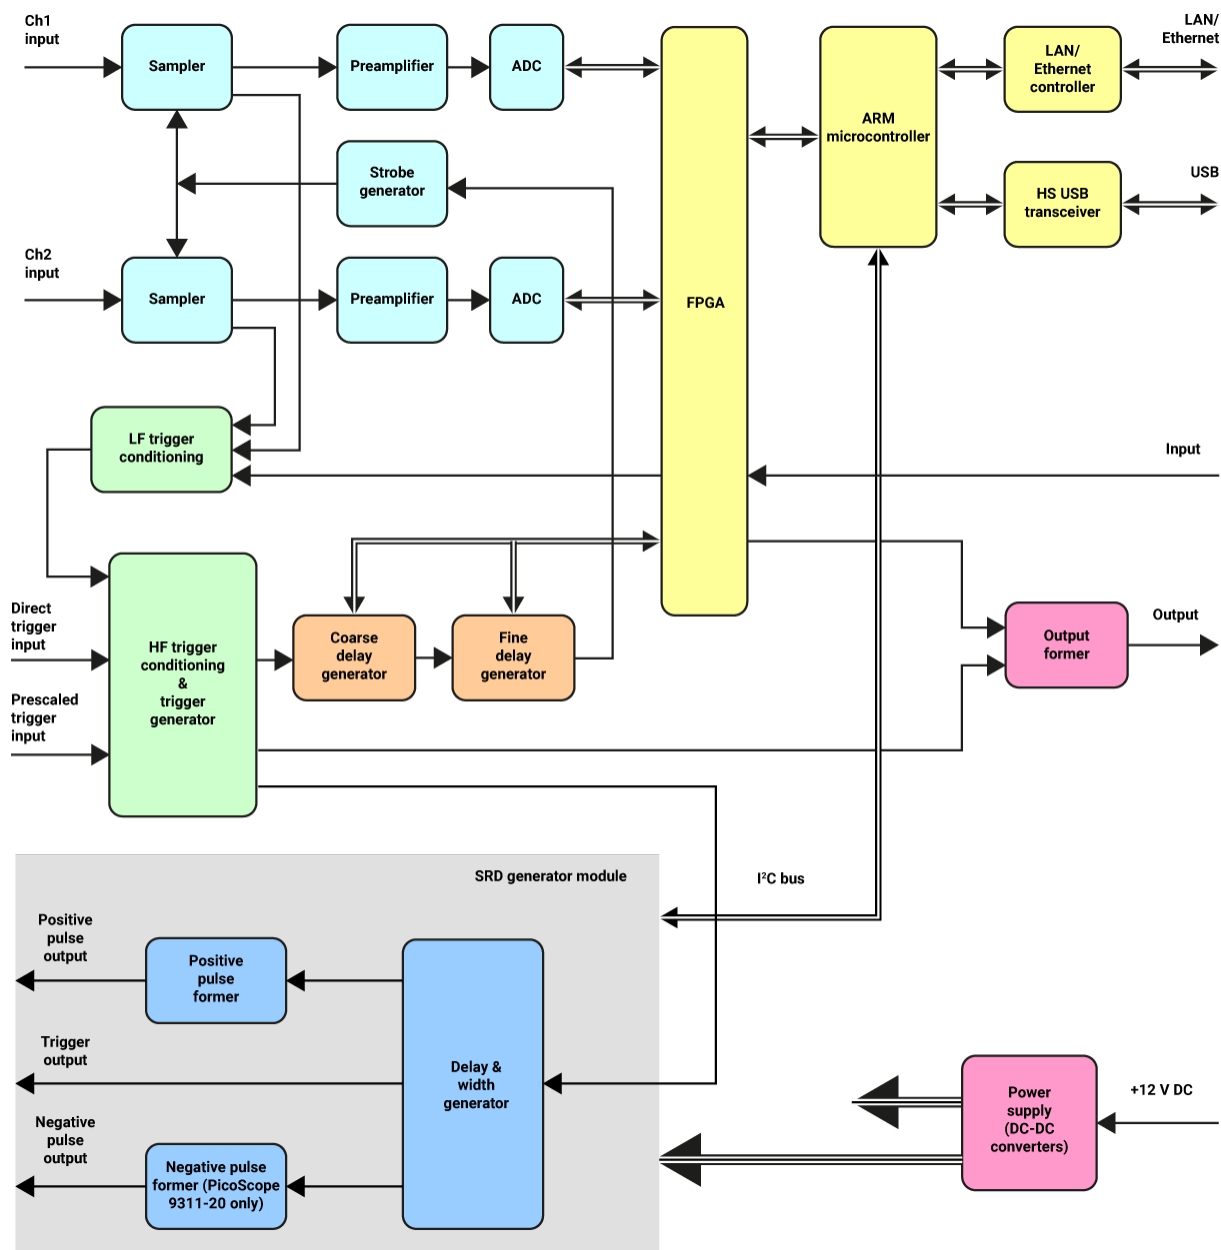 Ch1
input
Sampler
Preamplifier
ADC
LAN/
Ethernet
controller
LAN/
Ethernet
ARM
microcontroller
Strobe
generator
HS USB
transceiver
USB
Ch2
input
Sampler
Preamplifier
ADC
FPGA
LF trigger
conditioning
Input
Direct
trigger
input
HF trigger
conditioning
&
trigger
generator
Coarse
delay
generator
Fine
delay
generator
Output
former
Output
Prescaled
trigger
input
SRD generator module
I²C bus
Positive
pulse
output
Positive
pulse
former
Trigger
output
Delay &
width
generator
Power
supply
(DC-DC
converters)
+12 V DC
Negative
pulse
output
Negative pulse
former (PicoScope
9311-20 only)